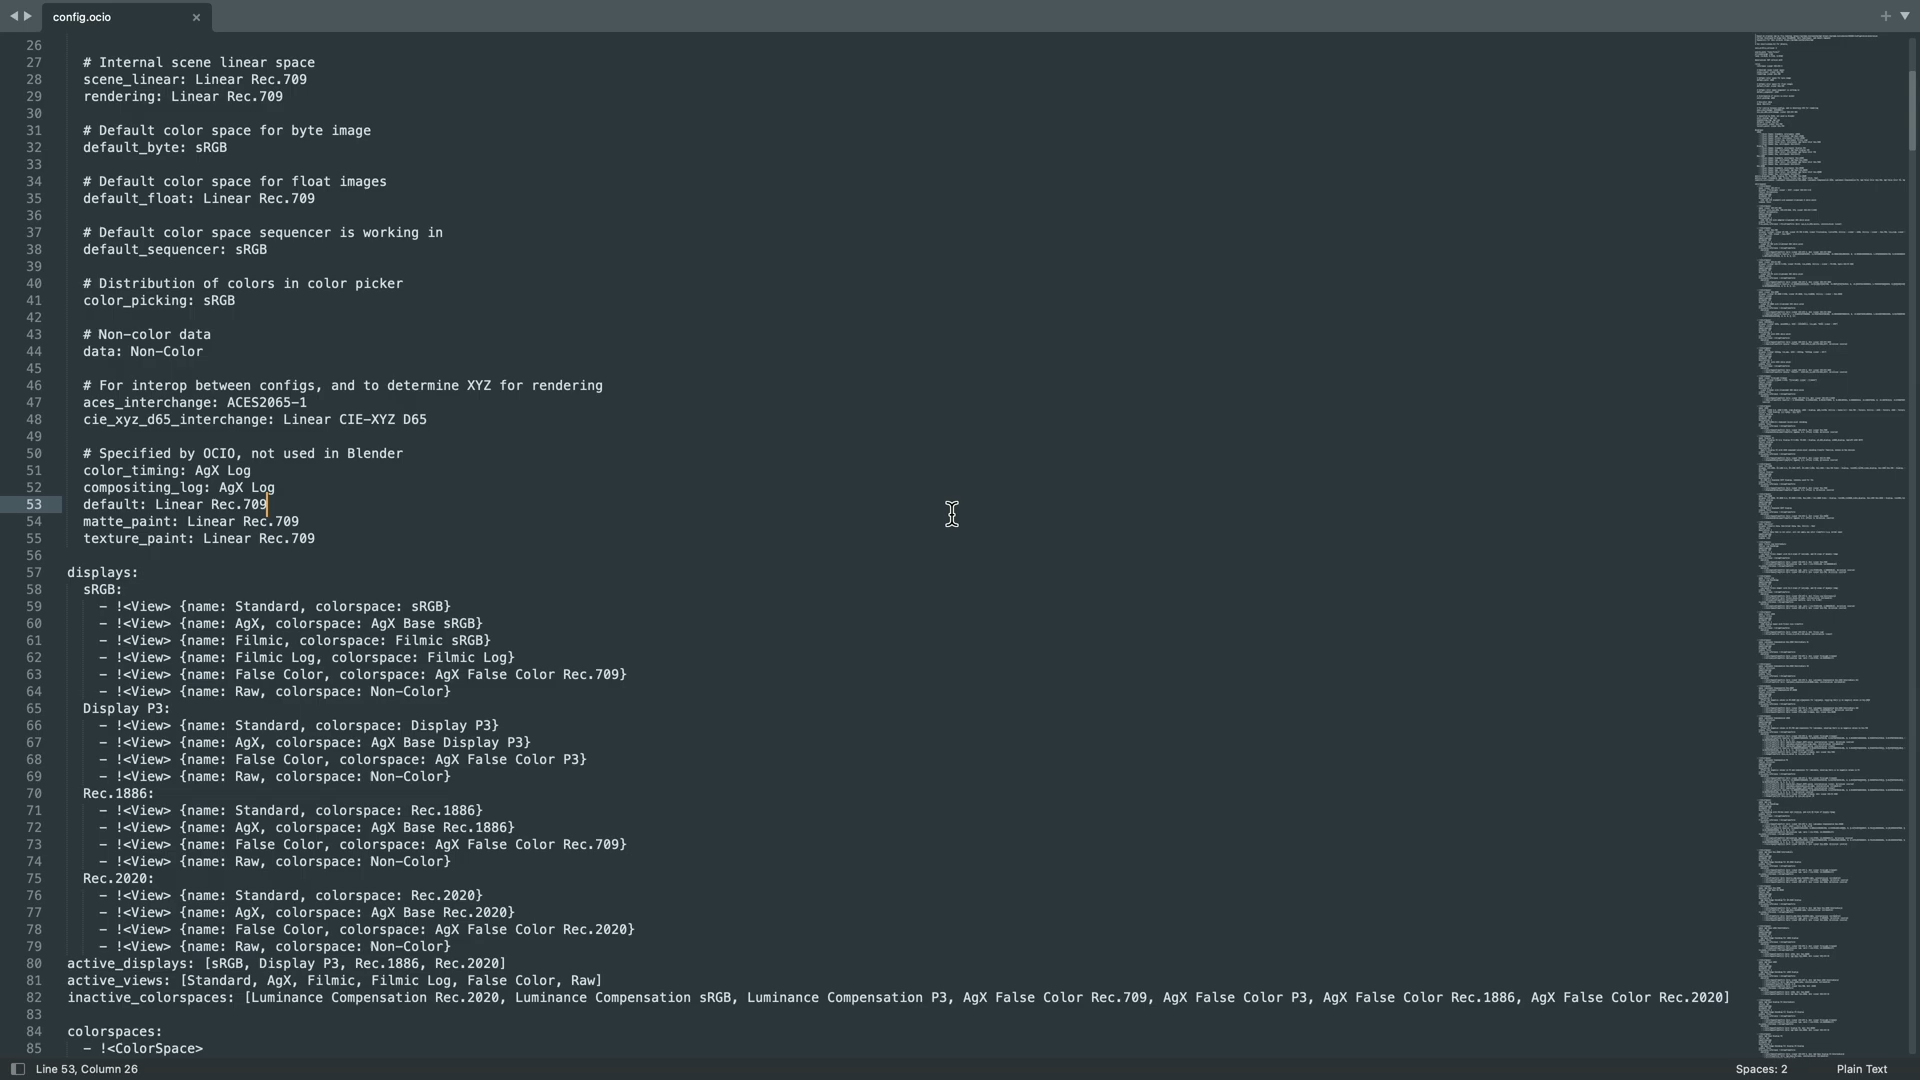 config.ocio
26
27 # Internal scene linear space
28 scene_linear: Linear Rec.709
29 rendering: Linear Rec.709
30
31 # Default color space for byte image
32 default_byte: sRGB
33
34 # Default color space for float images
35 default_float: Linear Rec.709
36
37 # Default color space sequencer is working in
38 default_sequencer: sRGB
39
40 # Distribution of colors in color picker
41 color_picking: sRGB
42
43 # Non-color data
44 data: Non-Color
45
46 # For interop between configs, and to determine XYZ for rendering
47 aces_interchange: ACES2065-1
48 cie_xyz_d65_interchange: Linear CIE-XYZ D65
49
50 # Specified by OCIO, not used in Blender
51 color_timing: AgX Log
52 compositing_log: AgX Log
53 default: Linear Rec.709
54 matte_paint: Linear Rec.709
55 texture_paint: Linear Rec.709
56
57 displays:
58 sRGB:
59 - !<View> {name: Standard, colorspace: sRGB}
60 - !<View> {name: AgX, colorspace: AgX Base sRGB}
61 - !<View> {name: Filmic, colorspace: Filmic sRGB}
62 - !<View> {name: Filmic Log, colorspace: Filmic Log}
63 - !<View> {name: False Color, colorspace: AgX False Color Rec.709}
64 - !<View> {name: Raw, colorspace: Non-Color}
65 Display P3:
66 - !<View> {name: Standard, colorspace: Display P3}
67 - !<View> {name: AgX, colorspace: AgX Base Display P3}
68 - !<View> {name: False Color, colorspace: AgX False Color P3}
69 - !<View> {name: Raw, colorspace: Non-Color}
70 Rec.1886:
71 - !<View> {name: Standard, colorspace: Rec.1886}
72 - !<View> {name: AgX, colorspace: AgX Base Rec.1886}
73 - !<View> {name: False Color, colorspace: AgX False Color Rec.709}
74 - !<View> {name: Raw, colorspace: Non-Color}
75 Rec.2020:
76 - !<View> {name: Standard, colorspace: Rec.2020}
77 - !<View> {name: AgX, colorspace: AgX Base Rec.2020}
78 - !<View> {name: False Color, colorspace: AgX False Color Rec.2020}
79 - !<View> {name: Raw, colorspace: Non-Color}
80 active_displays: [sRGB, Display P3, Rec.1886, Rec.2020]
81 active_views: [Standard, AgX, Filmic, Filmic Log, False Color, Raw]
82 inactive_colorspaces: [Luminance Compensation Rec.2020, Luminance Compensation sRGB, Luminance Compensation P3, AgX False Color Rec.709, AgX False Color P3, AgX False Color Rec.1886, AgX False Color Rec.2020]
83
84 colorspaces:
85 - !<ColorSpace>
Line 53, Column 26
Spaces: 2
Plain Text